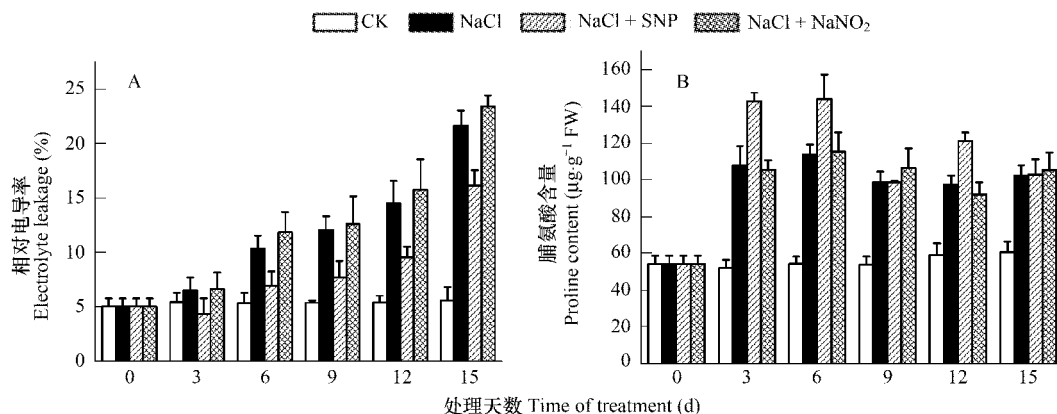 CK NaCl NaCl + SNP NaCl + NaNO₂
A
相对电导率
Electrolyte leakage (%)
25
20
15
10
5
0
0 3 6 9 12 15
B
脯氨酸含量
Proline content (μg·g⁻¹ FW)
160
140
120
100
80
60
40
20
0
0 3 6 9 12 15
处理天数 Time of treatment (d)